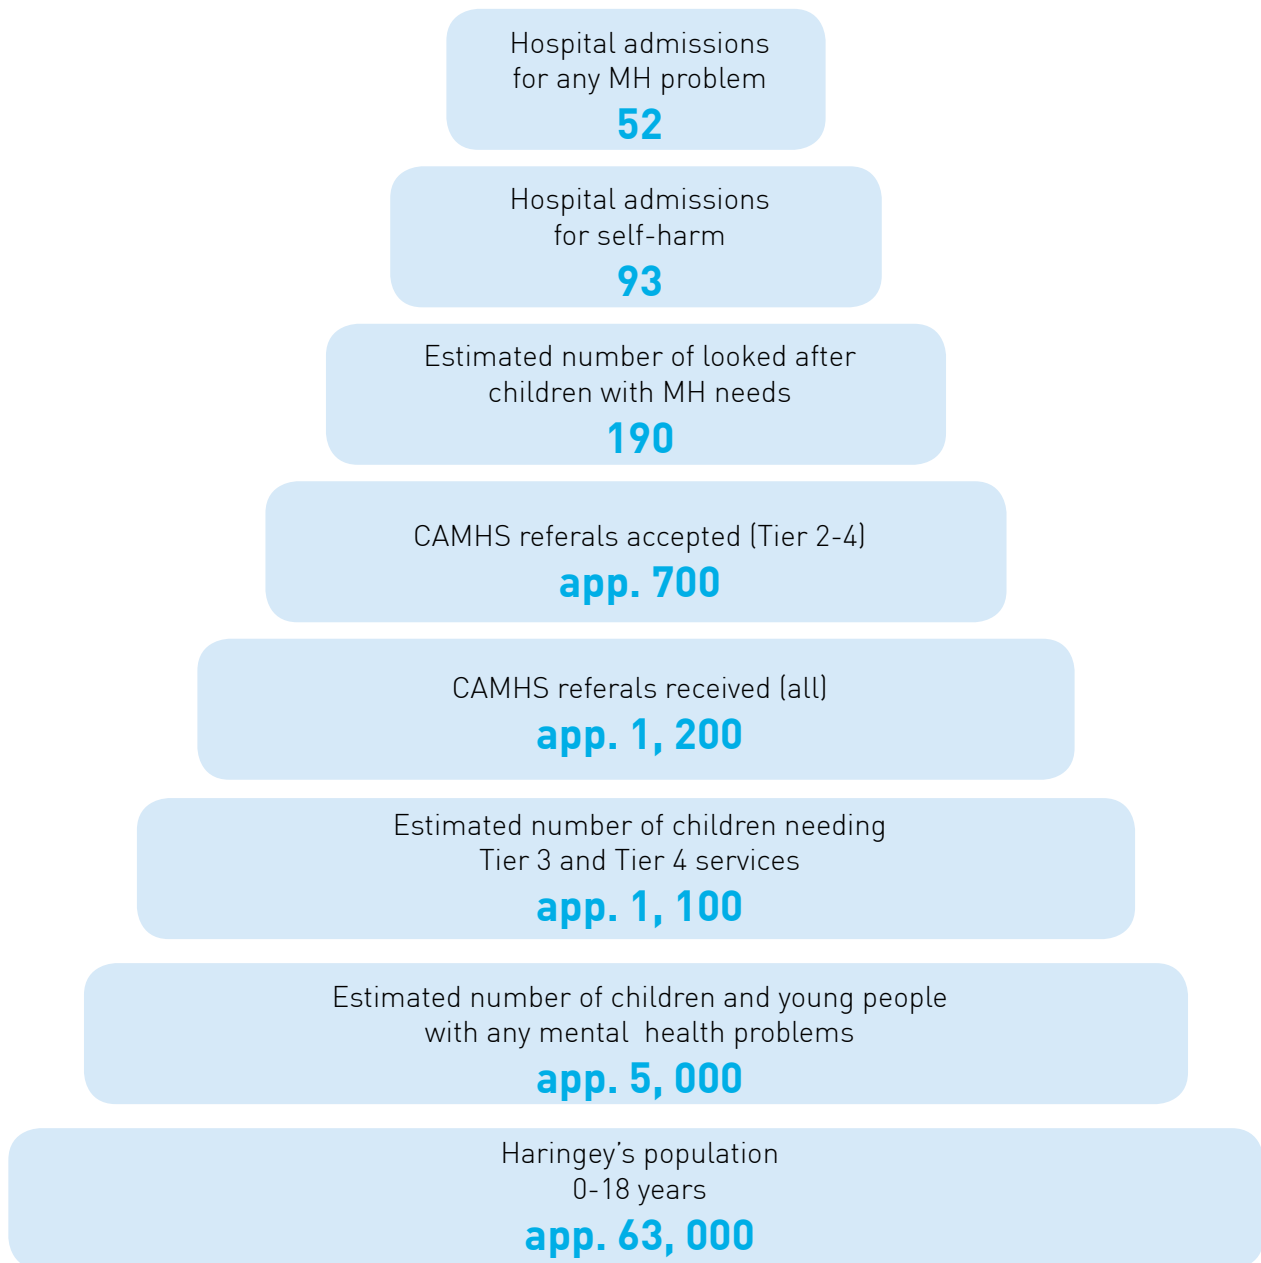 Hospital admissions
for any MH problem
52
Hospital admissions
for self-harm
93
Estimated number of looked after
children with MH needs
190
CAMHS referals accepted (Tier 2-4)
app. 700
CAMHS referals received (all)
app. 1, 200
Estimated number of children needing
Tier 3 and Tier 4 services
app. 1, 100
Estimated number of children and young people
with any mental  health problems
app. 5, 000
Haringey’s population
0-18 years
app. 63, 000